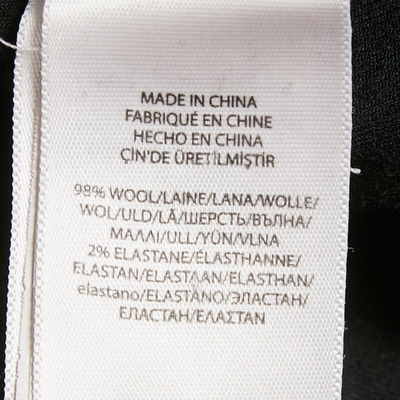 MADE IN CHINA
FABRIQUÉ EN CHINE
HECHO EN CHINA
ÇİN'DE ÜRETİLMİŞTİR
98% WOOL/LAINE/LANA/WOLLE/
WOL/ULD/LÃ/ШЕРСТЬ/ВЪЛНА/
ΜΑΛΛΙ/ULL/YÜN/VLNA
2% ELASTANE/ÉLASTHANNE/
ELASTAN/ELASTAAN/ELASTHAN/
elastano/ELASTANO/ЭЛАСТАН/
ЕЛАСТАН/ΕΛΑΣΤΑΝ